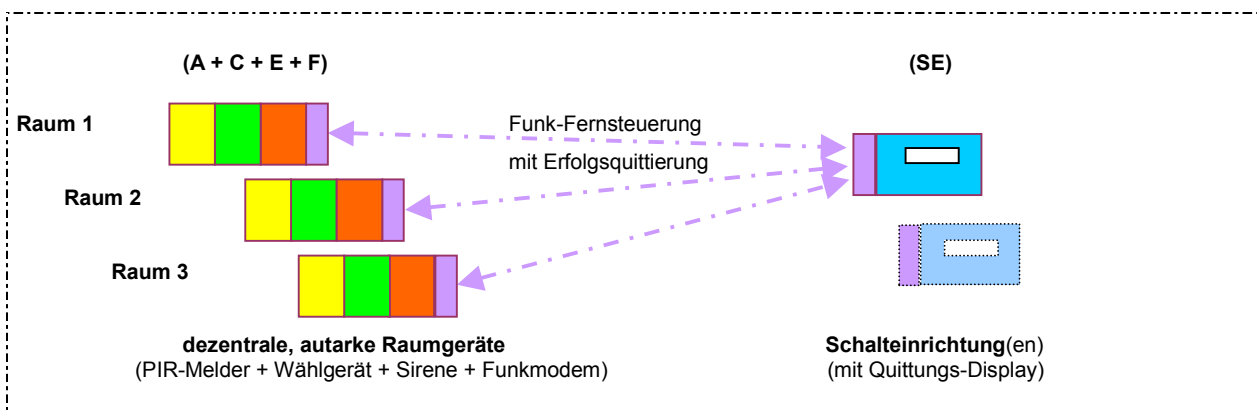 (A + C + E + F)
(SE)
Raum 1
Funk-Fernsteuerung
mit Erfolgsquittierung
Raum 2
Raum 3
dezentrale, autarke Raumgeräte
(PIR-Melder + Wählgerät + Sirene + Funkmodem)
Schalteinrichtung(en)
(mit Quittungs-Display)